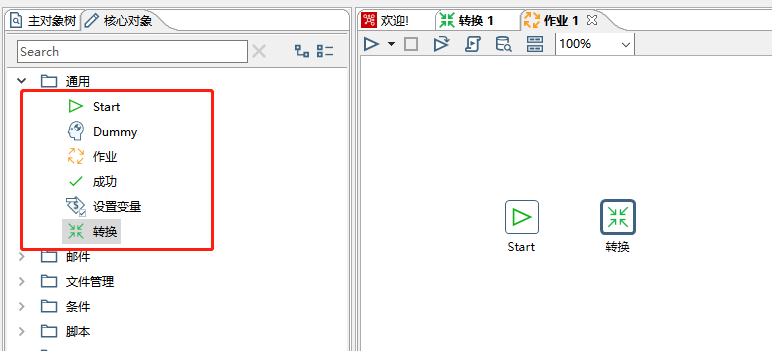 主对象树 核心对象
欢迎! 转换 1 作业 1
Search
100%
通用
Start
Dummy
作业
成功
设置变量
转换
邮件
文件管理
条件
脚本
Start 转换